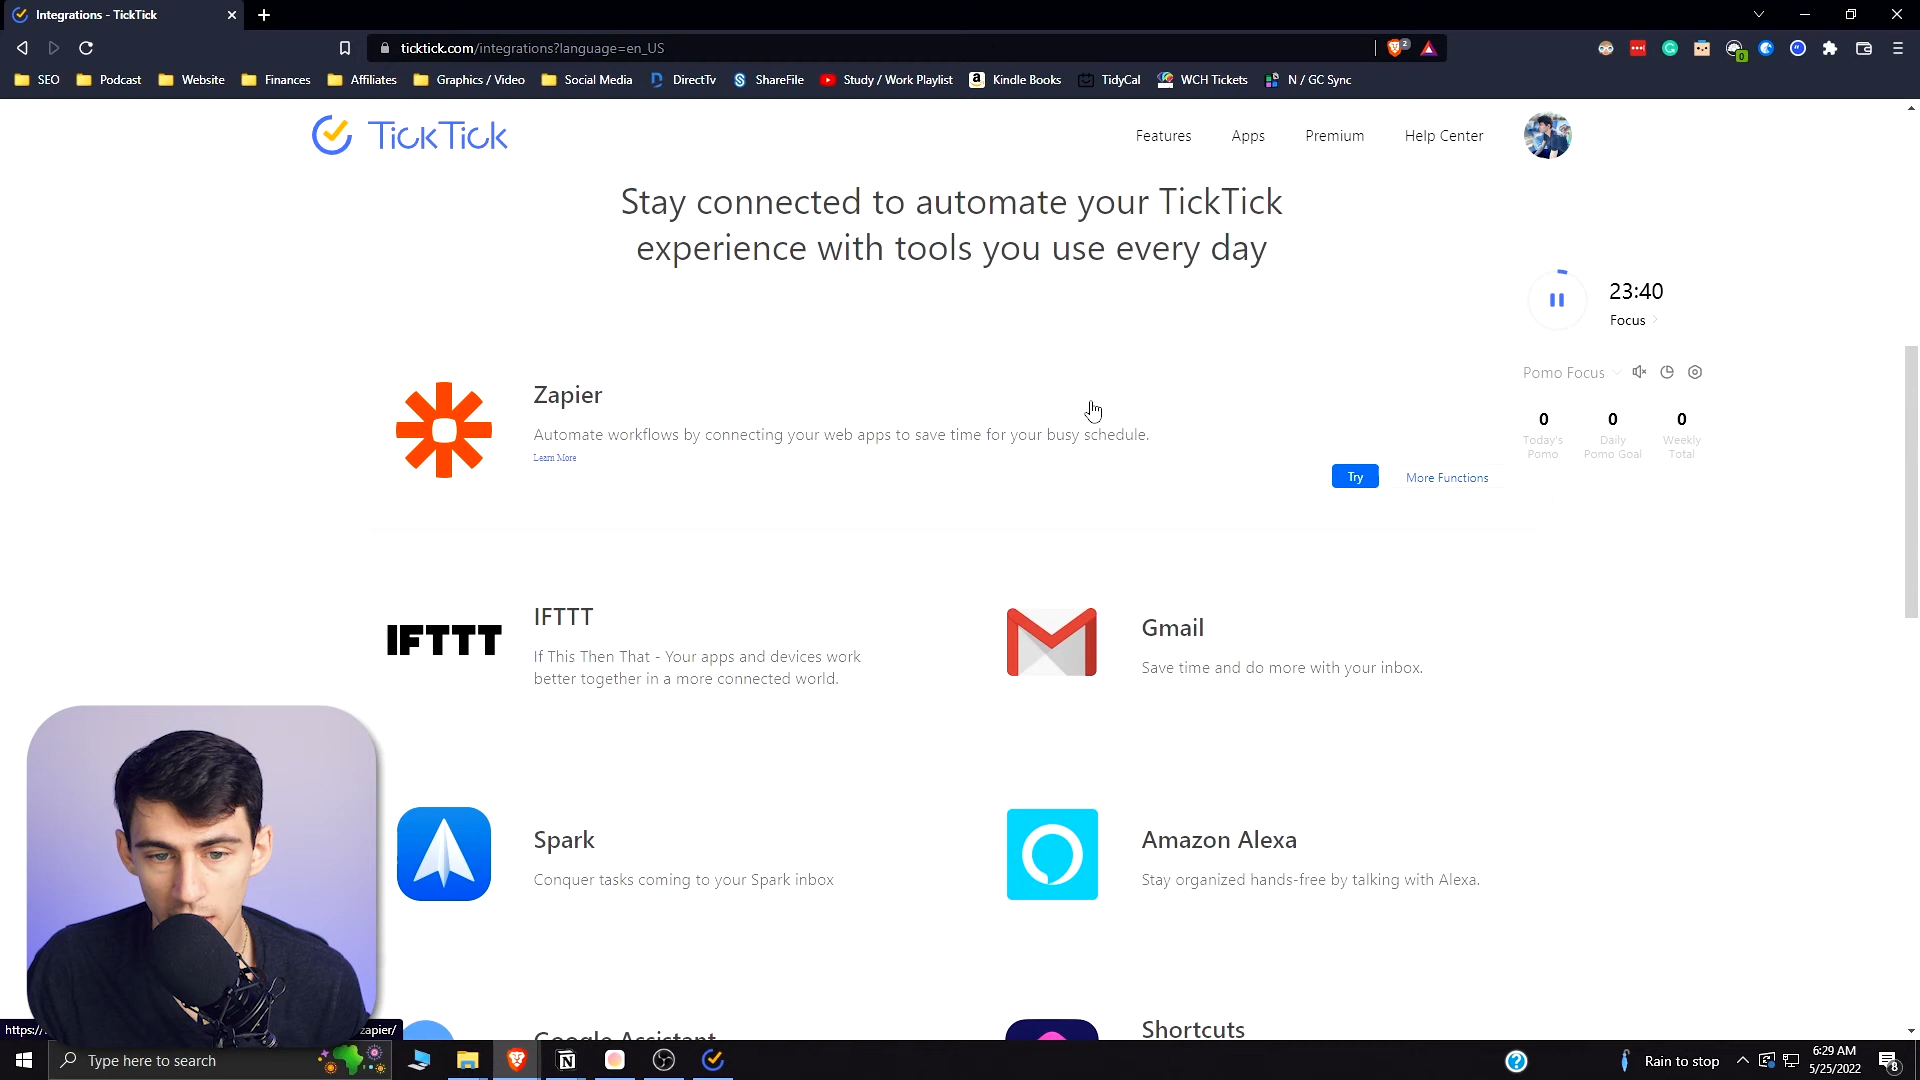 Integrations - TickTick
ticktick.com/integrations?language=en_US
2
0
SEO
Podcast
Website
Finances
Affiliates
Graphics / Video
Social Media
DirectTv
ShareFile
Study / Work Playlist
Kindle Books
TidyCal
WCH Tickets
N / GC Sync
TickTick
Features
Apps
Premium
Help Center
Stay connected to automate your TickTick
experience with tools you use every day
23:40
Focus
Pomo Focus
0
0
0
Today's
Pomo
Daily
Pomo Goal
Weekly
Total
Zapier
Automate workflows by connecting your web apps to save time for your busy schedule.
Learn More
Try
More Functions
IFTTT
IFTTT
If This Then That - Your apps and devices work
better together in a more connected world.
Gmail
Save time and do more with your inbox.
Spark
Conquer tasks coming to your Spark inbox
Amazon Alexa
Stay organized hands-free by talking with Alexa.
Google Assistant
Shortcuts
https:/
zapier/
Type here to search
Rain to stop
6:29 AM
5/25/2022
8